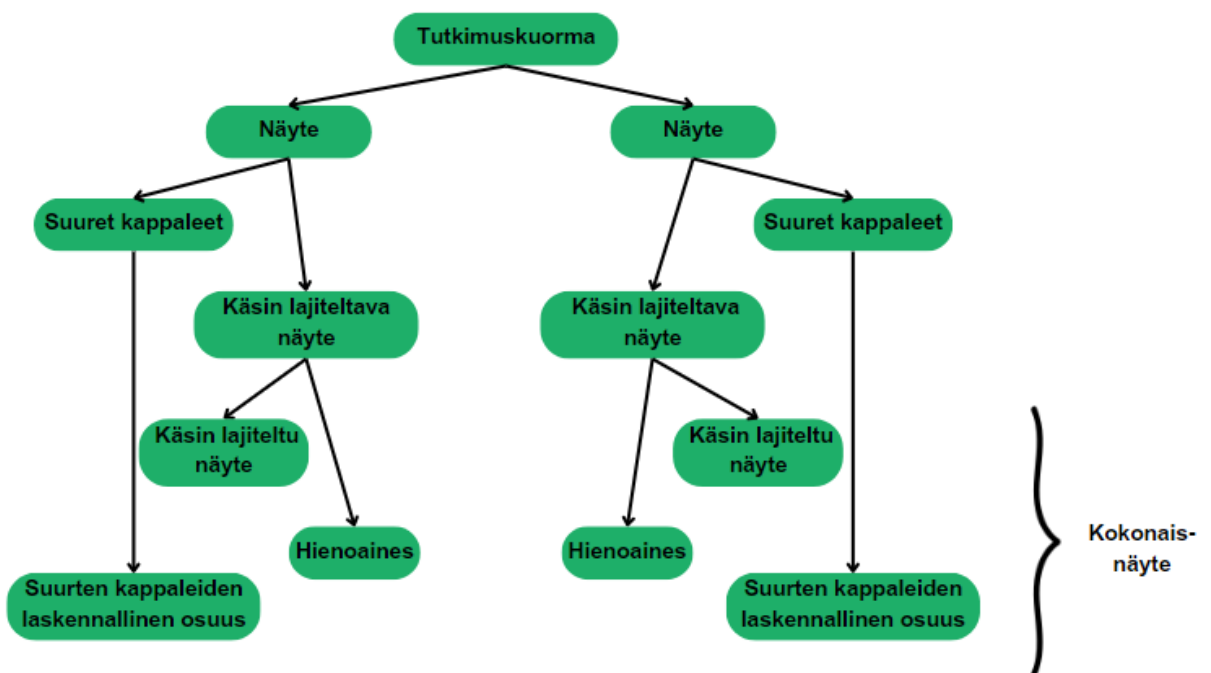 Tutkimuskuorma
Näyte
Näyte
Suuret kappaleet
Suuret kappaleet
Käsin lajiteltava
näyte
Käsin lajiteltava
näyte
Käsin lajiteltu
näyte
Käsin lajiteltu
näyte
Hienoaines
Hienoaines
Suurten kappaleiden
laskennallinen osuus
Suurten kappaleiden
laskennallinen osuus
Kokonais-
näyte